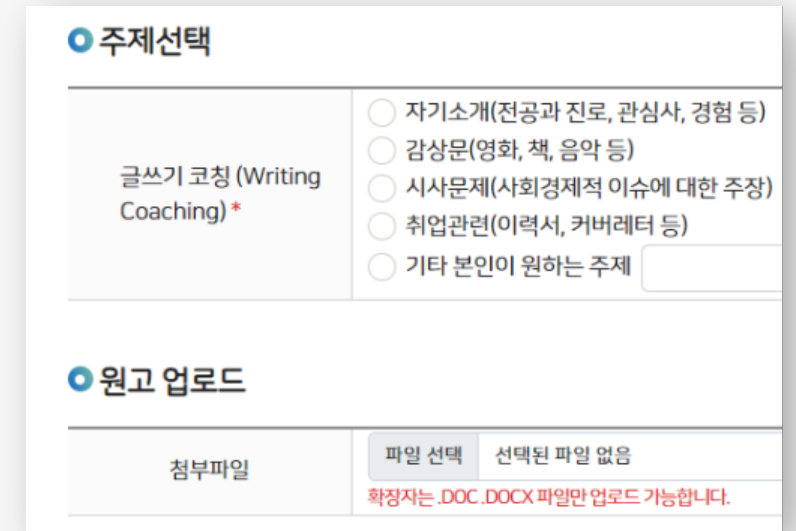 주제선택
자기소개(전공과 진로, 관심사, 경험 등)
감상문(영화, 책, 음악 등)
글쓰기 코칭 (Writing
Coaching) *
시사문제(사회경제적 이슈에 대한 주장)
취업관련(이력서, 커버레터 등)
기타 본인이 원하는 주제
원고 업로드
첨부파일
파일 선택 선택된 파일 없음
확장자는 .DOC .DOCX 파일만 업로드 가능합니다.